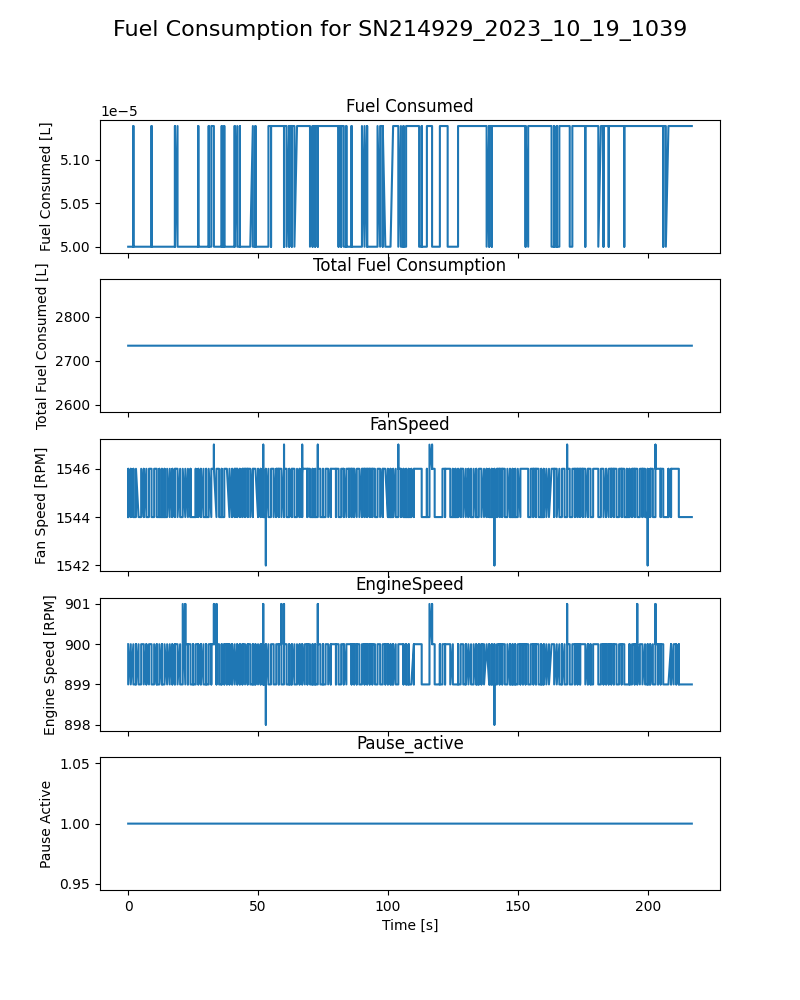 Fuel Consumption for SN214929_2023_10_19_1039
1e−5
Fuel Consumed
Fuel Consumed [L]
5.10
5.05
5.00
Total Fuel Consumption
Total Fuel Consumed [L]
2800
2700
2600
FanSpeed
Fan Speed [RPM]
1546
1544
1542
EngineSpeed
Engine Speed [RPM]
901
900
899
898
Pause_active
Pause Active
1.05
1.00
0.95
0 50 100 150 200
Time [s]